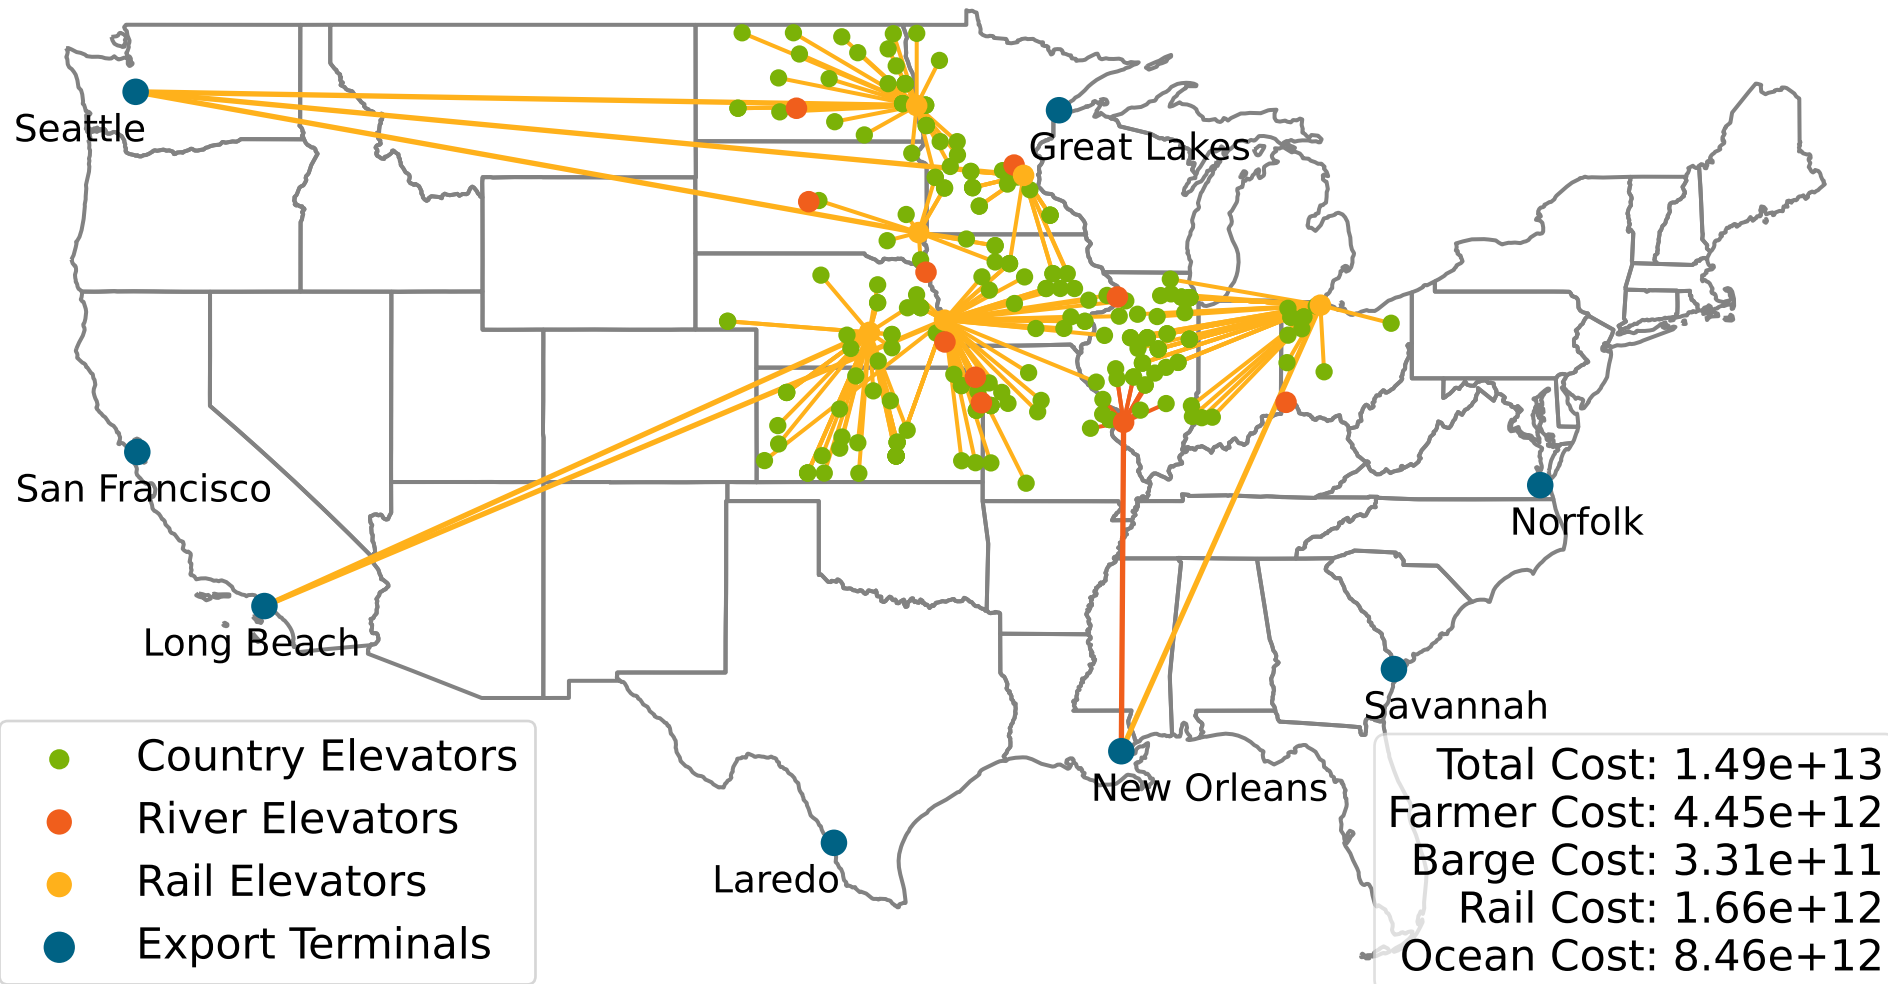 Seattle
Great Lakes
San Francisco
Norfolk
Long Beach
Savannah
New Orleans
Laredo
Country Elevators
River Elevators
Rail Elevators
Export Terminals
Total Cost: 1.49e+13
Farmer Cost: 4.45e+12
Barge Cost: 3.31e+11
Rail Cost: 1.66e+12
Ocean Cost: 8.46e+12